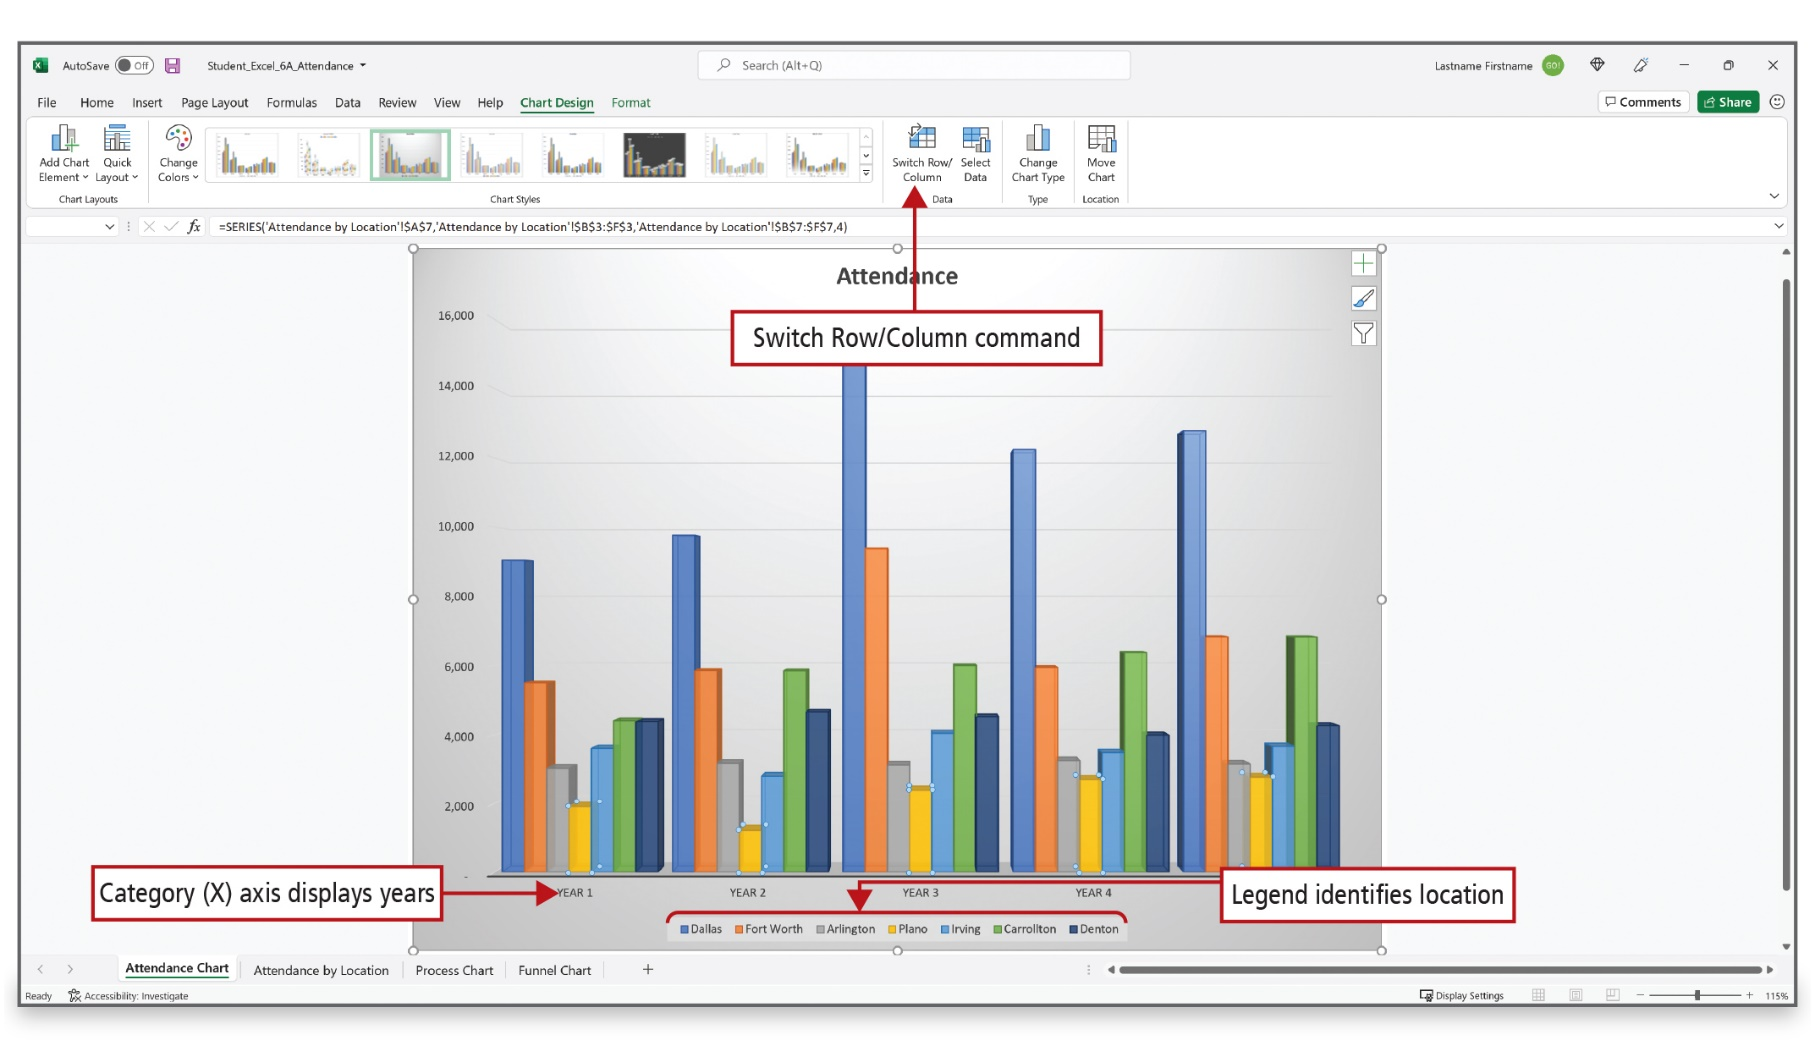 AutoSave Off Student_Excel_6A_Attendance Search (Alt+Q) Lastname Firstname GO!
File Home Insert Page Layout Formulas Data Review View Help Chart Design Format Comments Share
Add Chart Element Quick Layout Change Colors Switch Row/Column Select Data Change Chart Type Move Chart
Chart Layouts Chart Styles Data Type Location
fx =SERIES('Attendance by Location'!$A$7,'Attendance by Location'!$B$3:$F$3,'Attendance by Location'!$B$7:$F$7,4)
Attendance
Switch Row/Column command
16,000
14,000
12,000
10,000
8,000
6,000
4,000
2,000
-
Category (X) axis displays years
YEAR 1 YEAR 2 YEAR 3 YEAR 4
Legend identifies location
Dallas Fort Worth Arlington Plano Irving Carrollton Denton
Attendance Chart Attendance by Location Process Chart Funnel Chart +
Ready Accessibility: Investigate Display Settings 115%